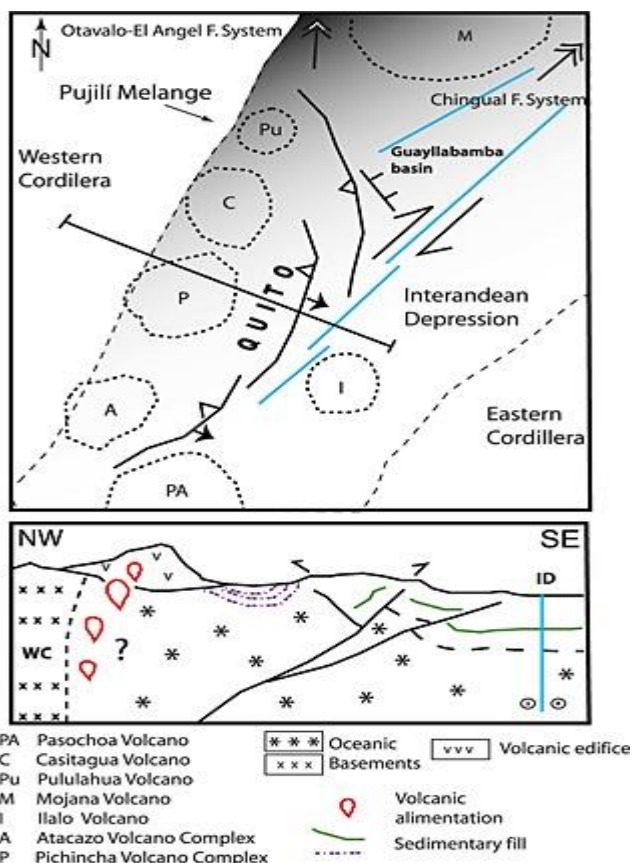 Otavalo-El Angel F. System
N
M
Pujilí Melange
Chingual F. System
Pu
Guayllabamba
basin
Western
Cordilera
C
QUITO
P
Interandean
Depression
I
A
Eastern
Cordillera
PA
NW
SE
ID
v
v
v
WC
?
PA Pasochoa Volcano
C Casitagua Volcano
Pu Pululahua Volcano
M Mojana Volcano
I Ilalo Volcano
A Atacazo Volcano Complex
P Pichincha Volcano Complex
Oceanic
Basements
vvv Volcanic edifice
Volcanic
alimentation
Sedimentary fill